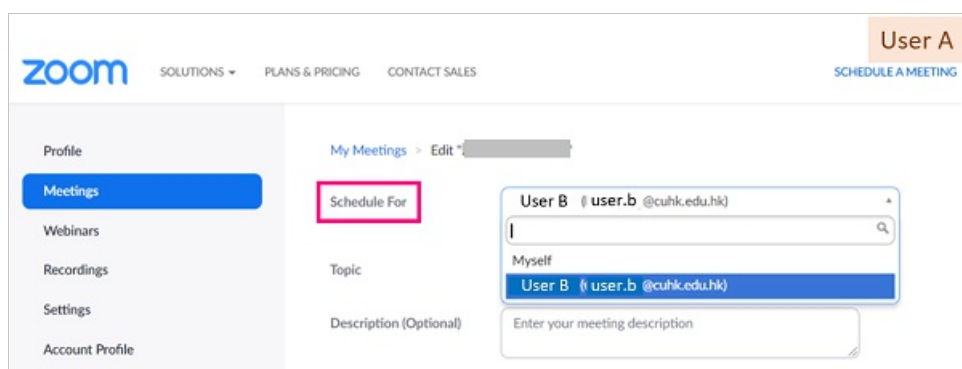 User A
zoom SOLUTIONS PLANS & PRICING CONTACT SALES SCHEDULE A MEETING
Profile
My Meetings > Edit "
Meetings
Schedule For
User B (user.b @cuhk.edu.hk)
Webinars
Myself
Recordings
Topic
User B (user.b @cuhk.edu.hk)
Settings
Description (Optional)
Enter your meeting description
Account Profile